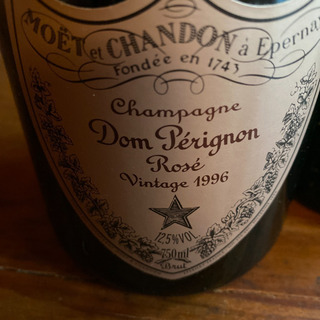 MOËT et CHANDON à Epernay
Fondée en 1743
Champagne
Dom Pérignon
Rosé
Vintage 1996
12,5%VOL
750ml
Brut